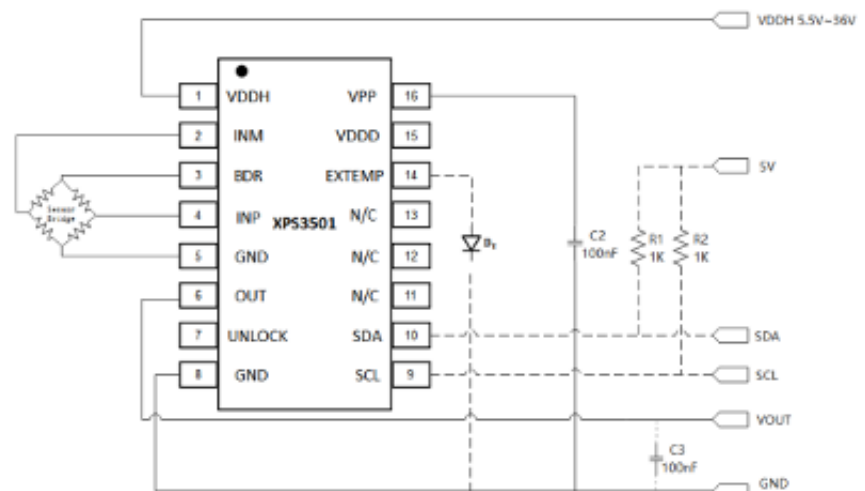 VDDH 5.5V~36V
1 VDDH VPP 16
2 INM VDDD 15
3 BDR EXTEMP 14
5V
Sensor
Bridge
4 INP XPS3501 N/C 13
R1 R2
1K 1K
C2
100nF
5 GND N/C 12
6 OUT N/C 11
7 UNLOCK SDA 10
SDA
8 GND SCL 9
SCL
VOUT
C3
100nF
GND